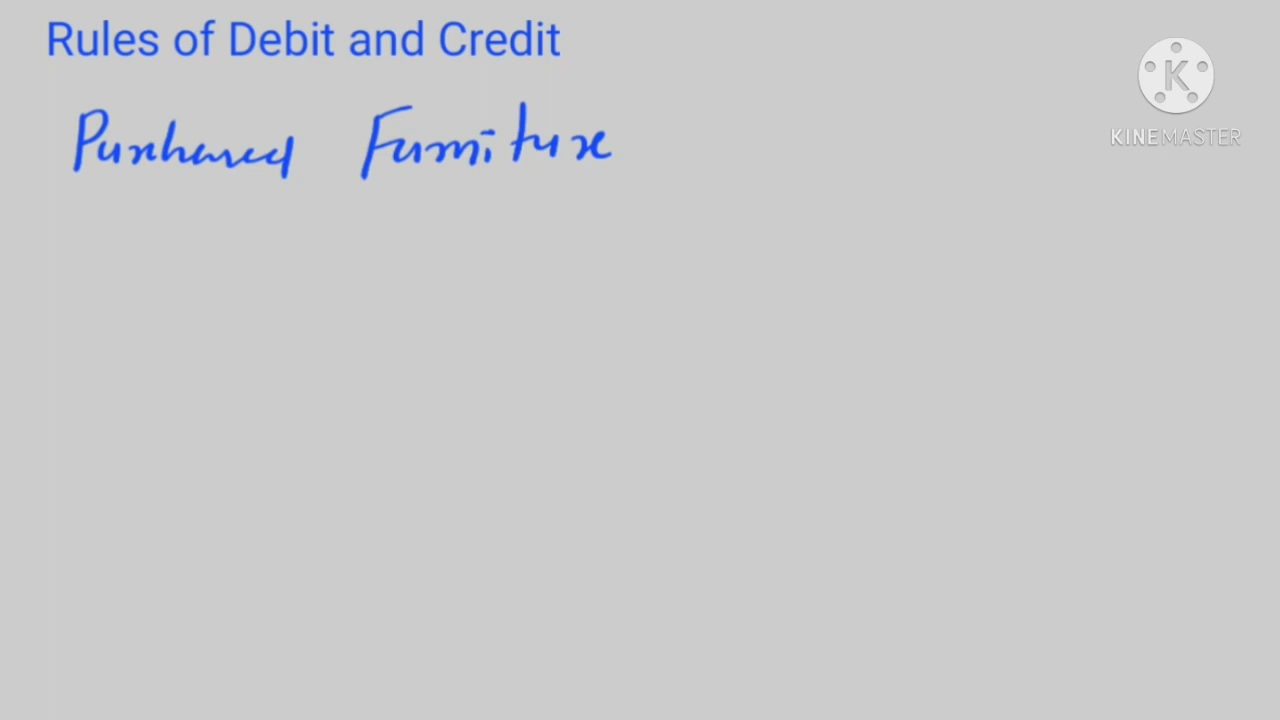 Rules of Debit and Credit
Purchased Furniture
K
KINEMASTER